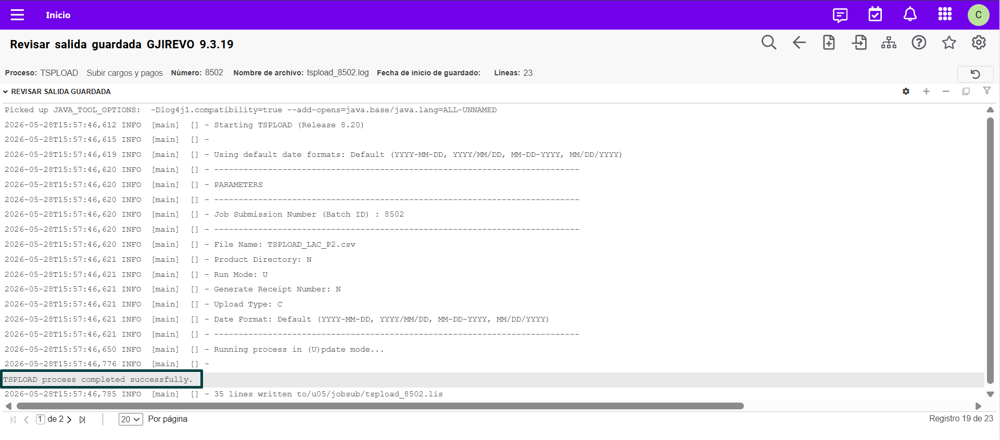 Inicio
C
Revisar salida guardada GJIREVO 9.3.19
Proceso: TSPLOAD Subir cargos y pagos Número: 8502 Nombre de archivo: tspload_8502.log Fecha de inicio de guardado: Líneas: 23
REVISAR SALIDA GUARDADA
Picked up JAVA_TOOL_OPTIONS: -Dlog4j1.compatibility=true --add-opens=java.base/java.lang=ALL-UNNAMED
2026-05-28T15:57:46,612 INFO [main] [] - Starting TSPLOAD (Release 8.20)
2026-05-28T15:57:46,615 INFO [main] [] -
2026-05-28T15:57:46,619 INFO [main] [] - Using default date formats: Default (YYYY-MM-DD, YYYY/MM/DD, MM-DD-YYYY, MM/DD/YYYY)
2026-05-28T15:57:46,620 INFO [main] [] - ---------------------------------------------------------------------------
2026-05-28T15:57:46,620 INFO [main] [] - PARAMETERS
2026-05-28T15:57:46,620 INFO [main] [] - ---------------------------------------------------------------------------
2026-05-28T15:57:46,620 INFO [main] [] - Job Submission Number (Batch ID) : 8502
2026-05-28T15:57:46,620 INFO [main] [] - ---------------------------------------------------------------------------
2026-05-28T15:57:46,620 INFO [main] [] - File Name: TSPLOAD_LAC_P2.csv
2026-05-28T15:57:46,621 INFO [main] [] - Product Directory: N
2026-05-28T15:57:46,621 INFO [main] [] - Run Mode: U
2026-05-28T15:57:46,621 INFO [main] [] - Generate Receipt Number: N
2026-05-28T15:57:46,621 INFO [main] [] - Upload Type: C
2026-05-28T15:57:46,621 INFO [main] [] - Date Format: Default (YYYY-MM-DD, YYYY/MM/DD, MM-DD-YYYY, MM/DD/YYYY)
2026-05-28T15:57:46,621 INFO [main] [] - ---------------------------------------------------------------------------
2026-05-28T15:57:46,650 INFO [main] [] - Running process in (U)pdate mode...
2026-05-28T15:57:46,776 INFO [main] [] -
TSPLOAD process completed successfully.
2026-05-28T15:57:46,785 INFO [main] [] - 35 lines written to/u05/jobsub/tspload_8502.lis
1 de 2 20 Por página Registro 19 de 23